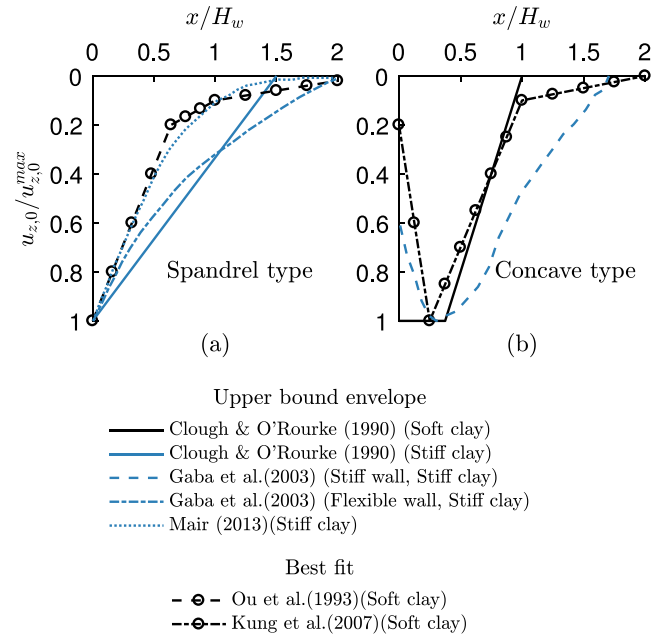 x/H_w x/H_w
0 0.5 1 1.5 2 0 0.5 1 1.5 2
0 0
0.2 0.2
0.4 0.4
0.6 0.6
0.8 0.8
1 1
u_{z,0}/u_{z,0}^{max}
Spandrel type Concave type
(a) (b)
Upper bound envelope
Clough & O'Rourke (1990) (Soft clay)
Clough & O'Rourke (1990) (Stiff clay)
Gaba et al.(2003) (Stiff wall, Stiff clay)
Gaba et al.(2003) (Flexible wall, Stiff clay)
Mair (2013)(Stiff clay)
Best fit
Ou et al.(1993)(Soft clay)
Kung et al.(2007)(Soft clay)